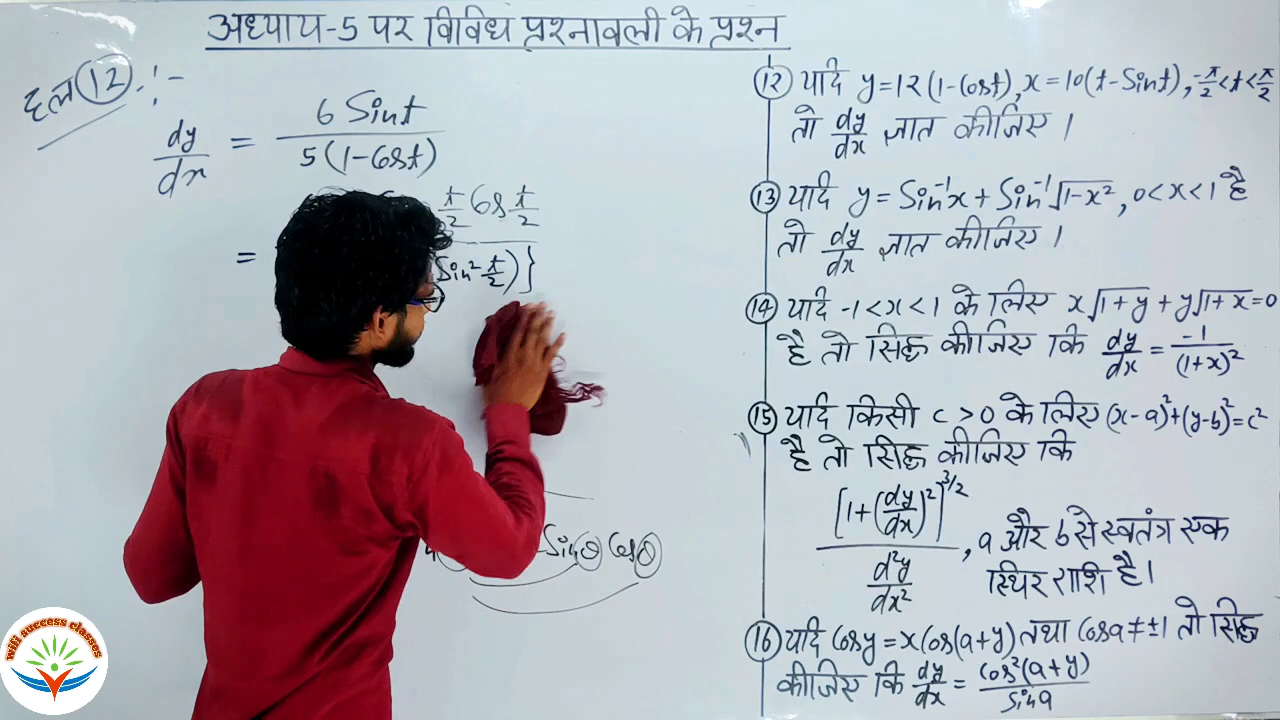 अध्याय-5 पर विविध प्रश्नावली के प्रश्न
हल 12 :-
dy/dx = 6 Sint / 5(1-Cost)
= t/2 Cos t/2
Sin² t/2)}
Sinθ Cosθ
12 यदि y=12(1-Cost), x=10(t-Sint), -π/2<t<π/2
तो dy/dx ज्ञात कीजिए।
13 यदि y=Sin⁻¹x+Sin⁻¹√1-x², 0<x<1 है
तो dy/dx ज्ञात कीजिए।
14 यदि -1<x<1 के लिए x√1+y + y√1+x=0
है तो सिद्ध कीजिए कि dy/dx = -1/(1+x)²
15 यदि किसी c>0 के लिए (x-a)²+(y-b)²=c²
है तो सिद्ध कीजिए कि
[1+(dy/dx)²]^3/2 / d²y/dx² , a और b से स्वतंत्र एक
स्थिर राशि है।
16 यदि Cosy=xCos(a+y) तथा Cosa≠±1 तो सिद्ध
कीजिए कि dy/dx = Cos²(a+y)/Sina
wifi success classes